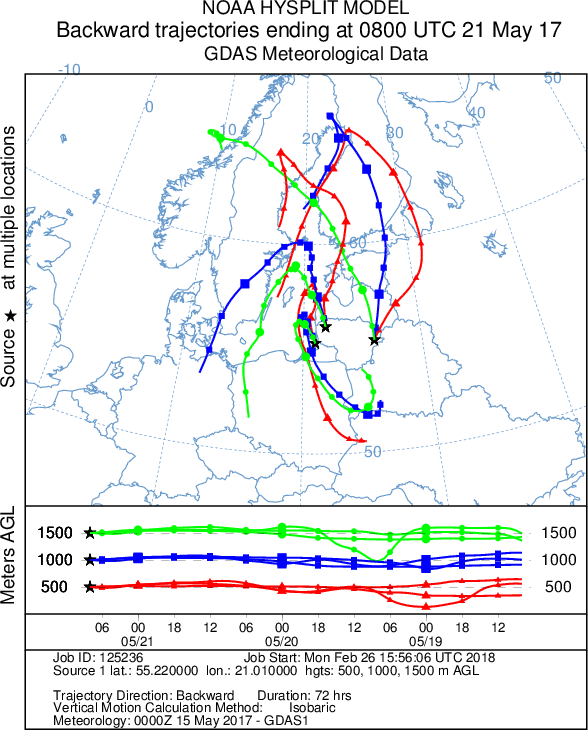 NOAA HYSPLIT MODEL
Backward trajectories ending at 0800 UTC 21 May 17
GDAS Meteorological Data
Source ★ at multiple locations
-10
0
10
20
30
40
50
60
50
Meters AGL
1500
1000
500
1500
1000
500
06 00 18 12 06 00 18 12 06 00 18 12
05/21 05/20 05/19
Job ID: 125236 Job Start: Mon Feb 26 15:56:06 UTC 2018
Source 1 lat.: 55.220000 lon.: 21.010000 hgts: 500, 1000, 1500 m AGL
Trajectory Direction: Backward Duration: 72 hrs
Vertical Motion Calculation Method: Isobaric
Meteorology: 0000Z 15 May 2017 - GDAS1